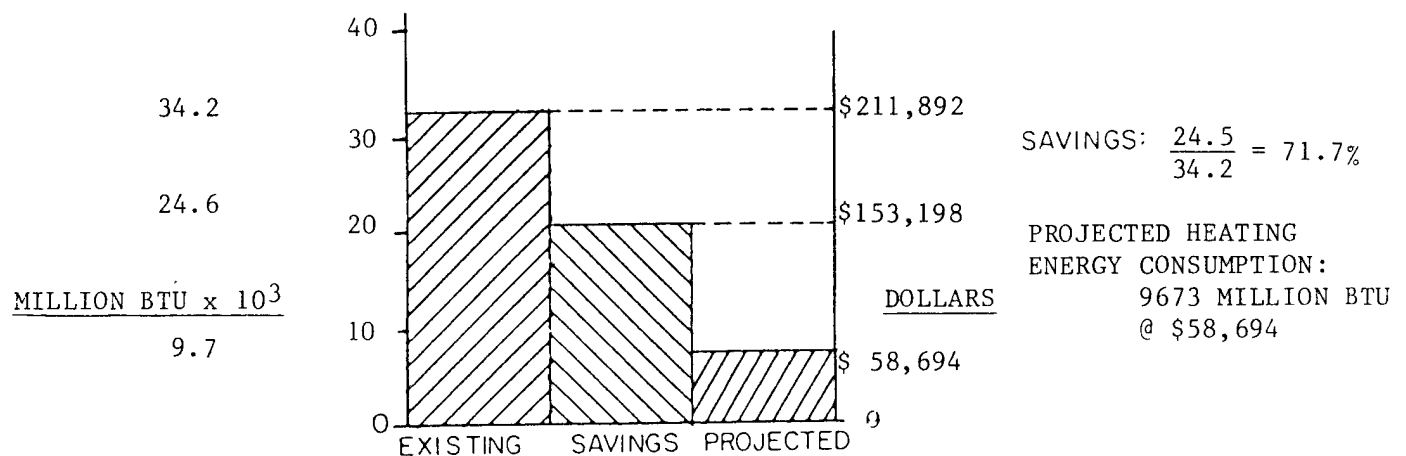 40
34.2
$211,892
30
SAVINGS: 24.5
34.2
= 71.7%
24.6
20
$153,198
PROJECTED HEATING
ENERGY CONSUMPTION:
9673 MILLION BTU
@ $58,694
MILLION BTU x 10³
DOLLARS
10
9.7
$ 58,694
0
0
EXISTING SAVINGS PROJECTED